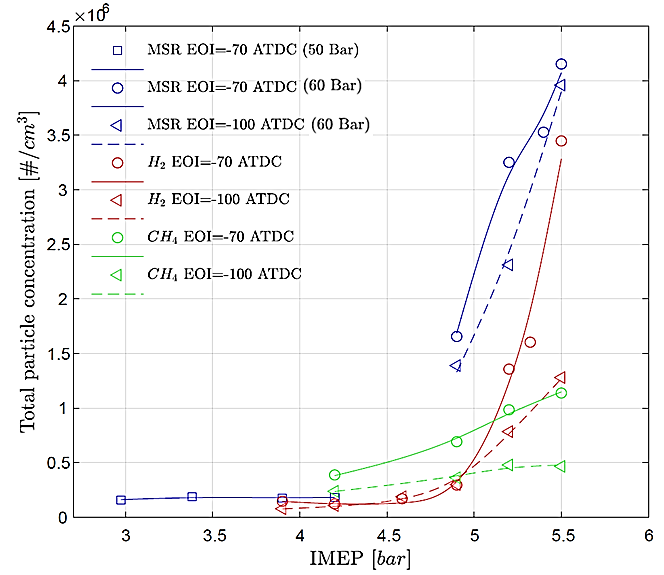 ×10⁶
4.5
4
3.5
3
2.5
2
1.5
1
0.5
0
Total particle concentration [#/cm³]
MSR EOI=-70 ATDC (50 Bar)
MSR EOI=-70 ATDC (60 Bar)
MSR EOI=-100 ATDC (60 Bar)
H₂ EOI=-70 ATDC
H₂ EOI=-100 ATDC
CH₄ EOI=-70 ATDC
CH₄ EOI=-100 ATDC
3 3.5 4 4.5 5 5.5 6
IMEP [bar]